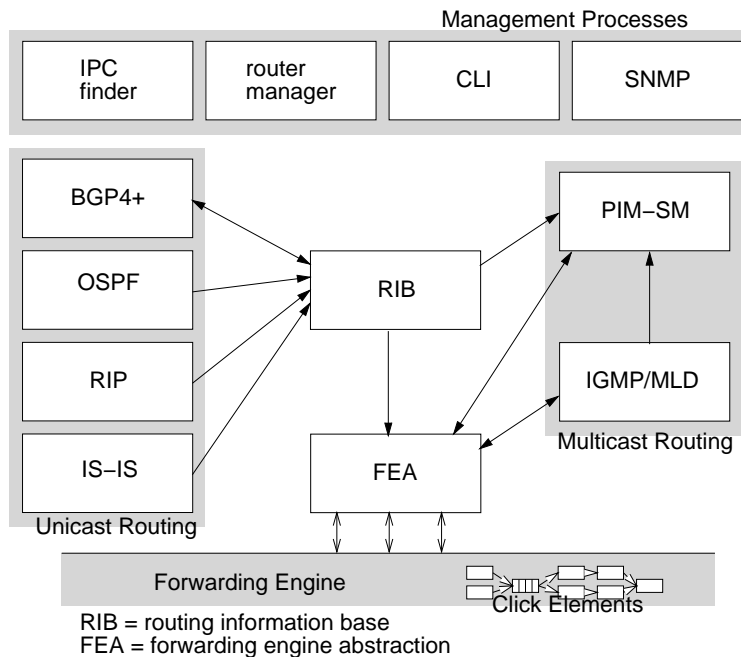 Management Processes
IPC
finder
router
manager
CLI
SNMP
BGP4+
OSPF
RIP
IS−IS
Unicast Routing
RIB
FEA
PIM−SM
IGMP/MLD
Multicast Routing
Forwarding Engine
Click Elements
RIB = routing information base
FEA = forwarding engine abstraction